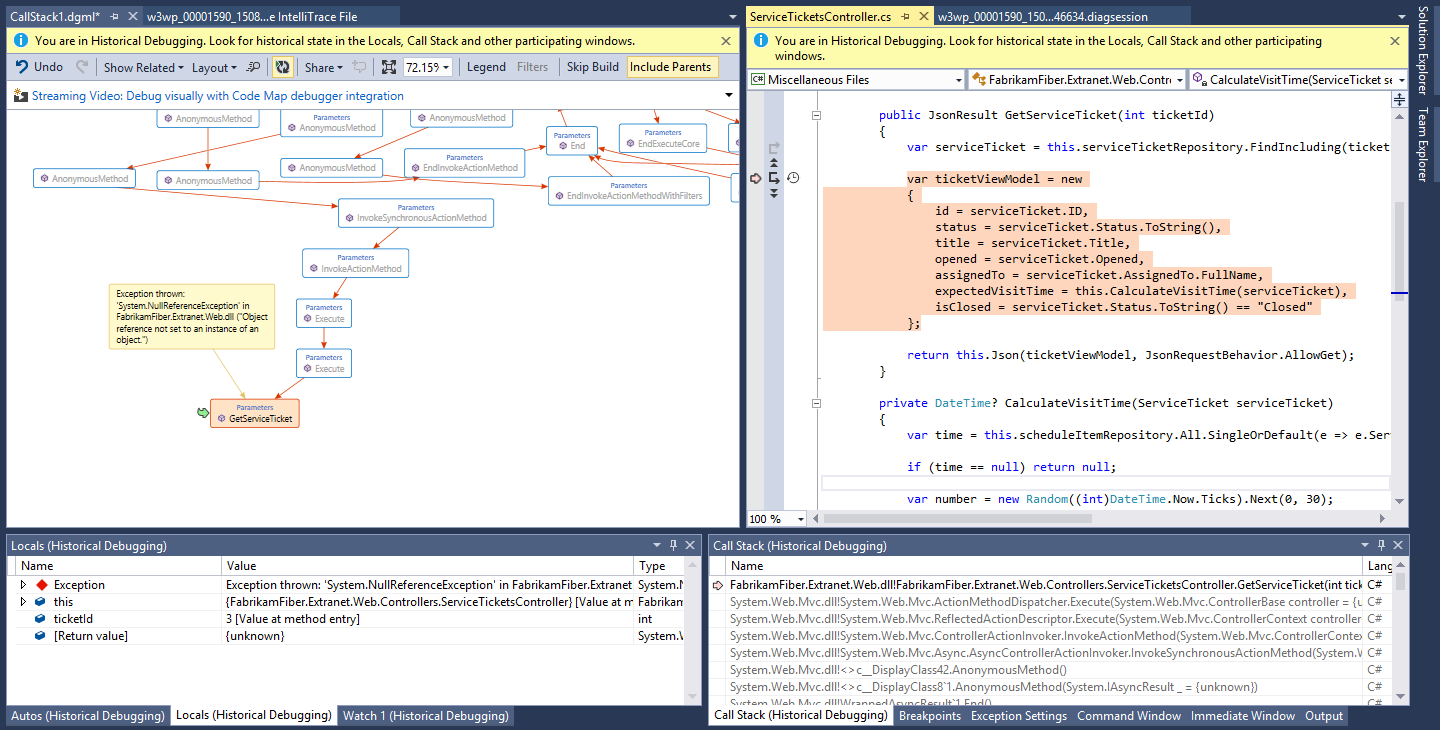 CallStack1.dgml*
w3wp_00001590_1508...e IntelliTrace File
You are in Historical Debugging. Look for historical state in the Locals, Call Stack and other participating windows.
Undo
Show Related
Layout
Share
72.15%
Legend
Filters
Skip Build
Include Parents
Streaming Video: Debug visually with Code Map debugger integration
AnonymousMethod
Parameters
AnonymousMethod
AnonymousMethod
Parameters
End
Parameters
EndExecuteCore
AnonymousMethod
AnonymousMethod
AnonymousMethod
Parameters
EndInvokeActionMethod
Parameters
EndInvokeActionMethodWithFilters
Parameters
InvokeSynchronousActionMethod
Parameters
InvokeActionMethod
Exception thrown:
'System.NullReferenceException' in
FabrikamFiber.Extranet.Web.dll ("Object
reference not set to an instance of an
object.")
Parameters
Execute
Parameters
Execute
Parameters
GetServiceTicket
ServiceTicketsController.cs
w3wp_00001590_150...46634.diagsession
You are in Historical Debugging. Look for historical state in the Locals, Call Stack and other participating
windows.
C# Miscellaneous Files
FabrikamFiber.Extranet.Web.Contro
CalculateVisitTime(ServiceTicket se
public JsonResult GetServiceTicket(int ticketId)
{
var serviceTicket = this.serviceTicketRepository.FindIncluding(ticket
var ticketViewModel = new
{
id = serviceTicket.ID,
status = serviceTicket.Status.ToString(),
title = serviceTicket.Title,
opened = serviceTicket.Opened,
assignedTo = serviceTicket.AssignedTo.FullName,
expectedVisitTime = this.CalculateVisitTime(serviceTicket),
isClosed = serviceTicket.Status.ToString() == "Closed"
};
return this.Json(ticketViewModel, JsonRequestBehavior.AllowGet);
}
private DateTime? CalculateVisitTime(ServiceTicket serviceTicket)
{
var time = this.scheduleItemRepository.All.SingleOrDefault(e => e.Ser
if (time == null) return null;
var number = new Random((int)DateTime.Now.Ticks).Next(0, 30);
100 %
Solution Explorer
Team Explorer
Locals (Historical Debugging)
Name Value Type
Exception Exception thrown: 'System.NullReferenceException' in FabrikamFiber.Extranet System.N
this {FabrikamFiber.Extranet.Web.Controllers.ServiceTicketsController} [Value at m Fabrikam
ticketId 3 [Value at method entry] int
[Return value] {unknown} System.W
Autos (Historical Debugging)
Locals (Historical Debugging)
Watch 1 (Historical Debugging)
Call Stack (Historical Debugging)
Name Lang
FabrikamFiber.Extranet.Web.dll!FabrikamFiber.Extranet.Web.Controllers.ServiceTicketsController.GetServiceTicket(int tick C#
System.Web.Mvc.dll!System.Web.Mvc.ActionMethodDispatcher.Execute(System.Web.Mvc.ControllerBase controller = {u C#
System.Web.Mvc.dll!System.Web.Mvc.ReflectedActionDescriptor.Execute(System.Web.Mvc.ControllerContext controller C#
System.Web.Mvc.dll!System.Web.Mvc.ControllerActionInvoker.InvokeActionMethod(System.Web.Mvc.ControllerContex C#
System.Web.Mvc.dll!System.Web.Mvc.Async.AsyncControllerActionInvoker.InvokeSynchronousActionMethod(System.W C#
System.Web.Mvc.dll!<>c__DisplayClass42.AnonymousMethod() C#
System.Web.Mvc.dll!<>c__DisplayClass8`1.AnonymousMethod(System.IAsyncResult _ = {unknown}) C#
System.Web.Mvc.dll!WrappedAsyncResult`1.End() C#
Call Stack (Historical Debugging)
Breakpoints
Exception Settings
Command Window
Immediate Window
Output